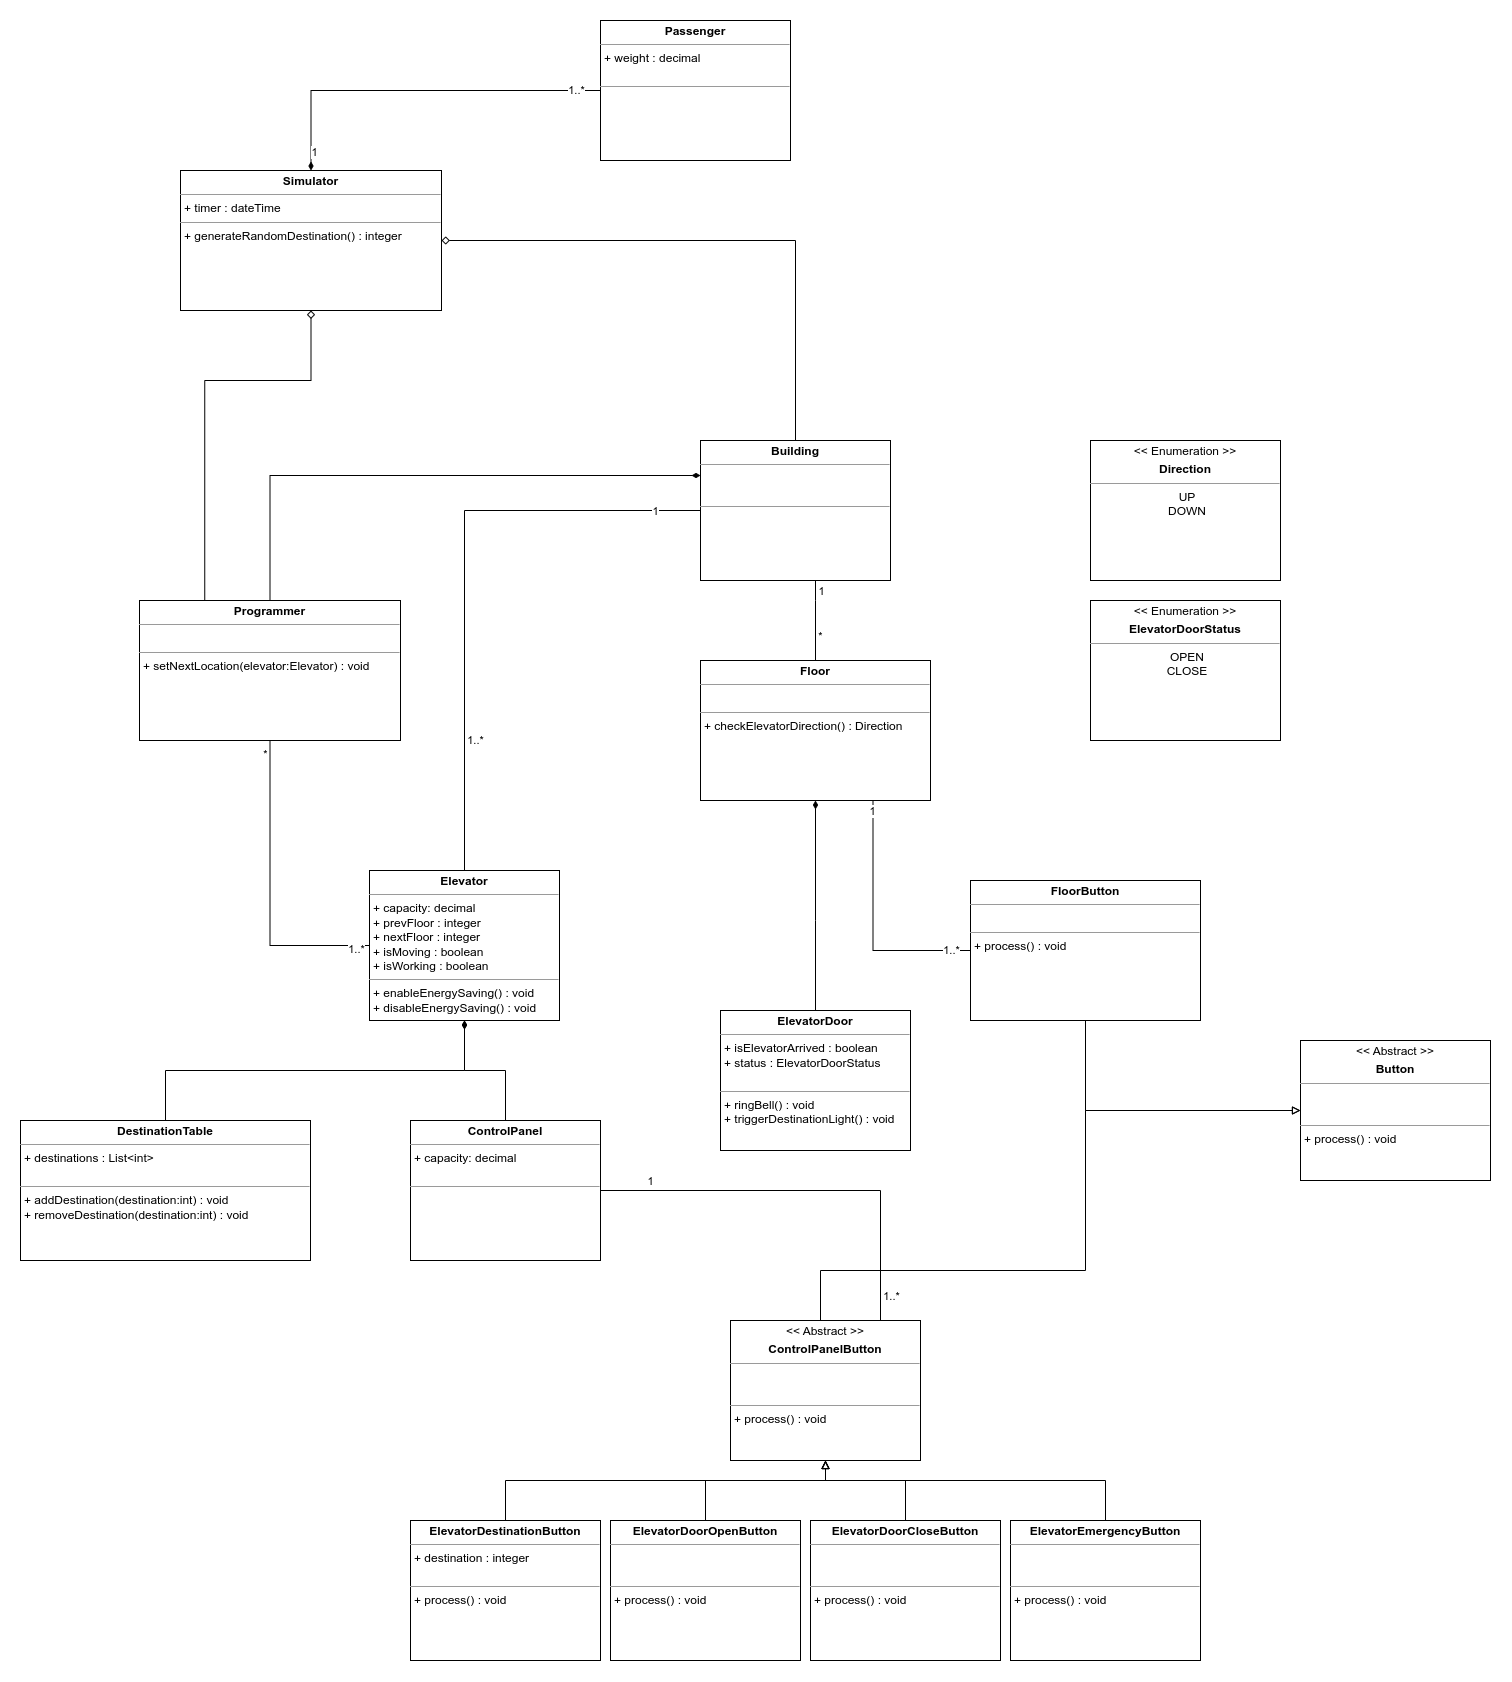 Passenger
+ weight : decimal
1..*
1
Simulator
+ timer : dateTime
+ generateRandomDestination() : integer
Building
1
1
*
<< Enumeration >>
Direction
UP
DOWN
Programmer
+ setNextLocation(elevator:Elevator) : void
*
1..*
1..*
Floor
+ checkElevatorDirection() : Direction
1
<< Enumeration >>
ElevatorDoorStatus
OPEN
CLOSE
Elevator
+ capacity: decimal
+ prevFloor : integer
+ nextFloor : integer
+ isMoving : boolean
+ isWorking : boolean
+ enableEnergySaving() : void
+ disableEnergySaving() : void
1..*
FloorButton
+ process() : void
ElevatorDoor
+ isElevatorArrived : boolean
+ status : ElevatorDoorStatus
+ ringBell() : void
+ triggerDestinationLight() : void
<< Abstract >>
Button
+ process() : void
DestinationTable
+ destinations : List<int>
+ addDestination(destination:int) : void
+ removeDestination(destination:int) : void
ControlPanel
+ capacity: decimal
1
1..*
<< Abstract >>
ControlPanelButton
+ process() : void
ElevatorDestinationButton
+ destination : integer
+ process() : void
ElevatorDoorOpenButton
+ process() : void
ElevatorDoorCloseButton
+ process() : void
ElevatorEmergencyButton
+ process() : void